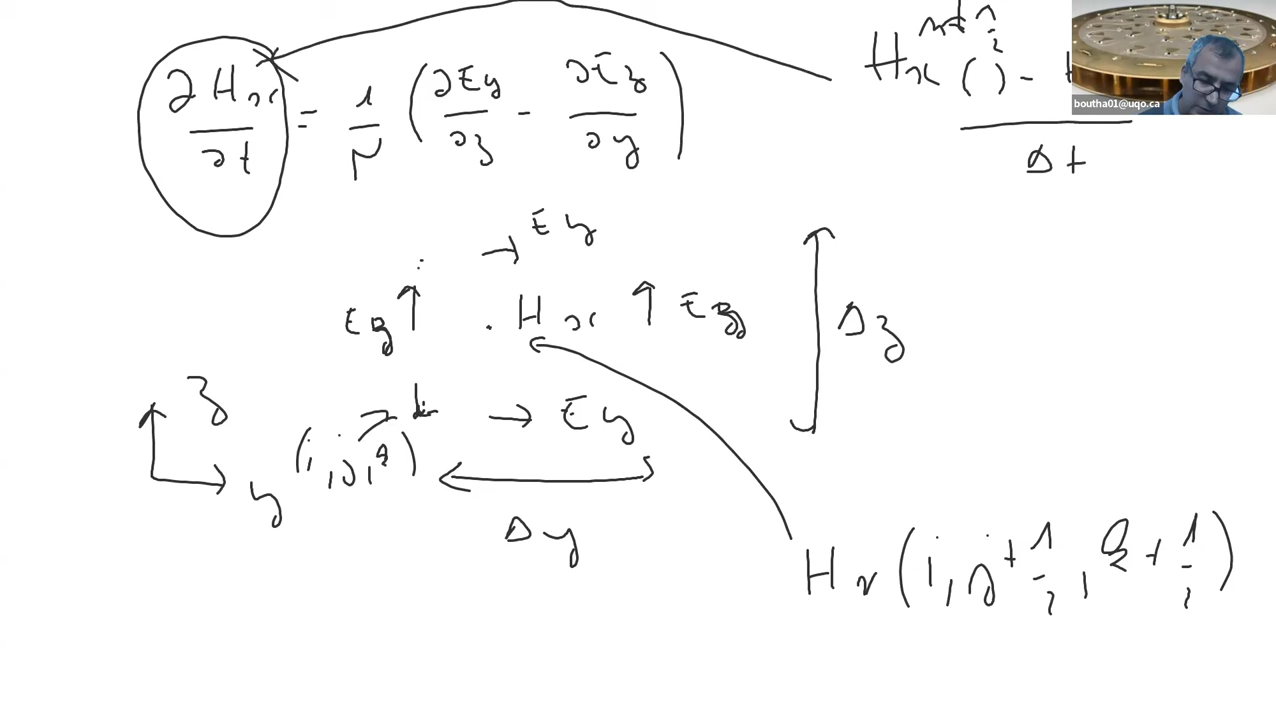 ∂Hx/∂t = 1/μ (∂Ey/∂z - ∂Ez/∂y)
Hx^(n+1/2) ( ) -
Δt
boutha01@uqo.ca
→ Ey
Ez ↑ . Hx ↑ Ez
Δz
z
y
(i, j, k)
→ Ey
Δy
Hx (i, j + 1/2, k + 1/2)